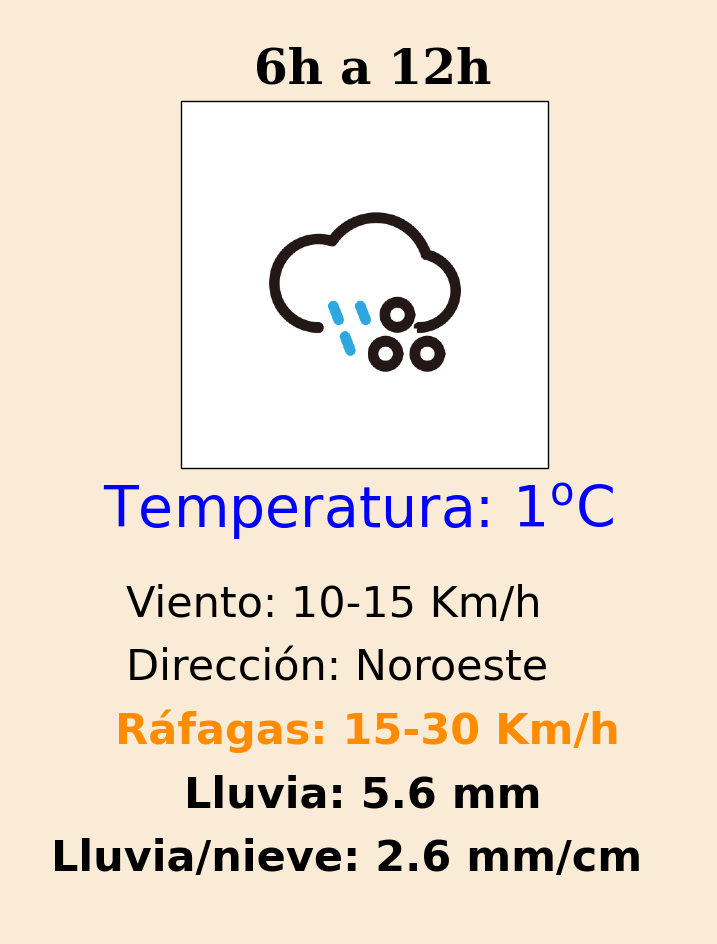 6h a 12h
Temperatura: 1ºC
Viento: 10-15 Km/h
Dirección: Noroeste
Ráfagas: 15-30 Km/h
Lluvia: 5.6 mm
Lluvia/nieve: 2.6 mm/cm